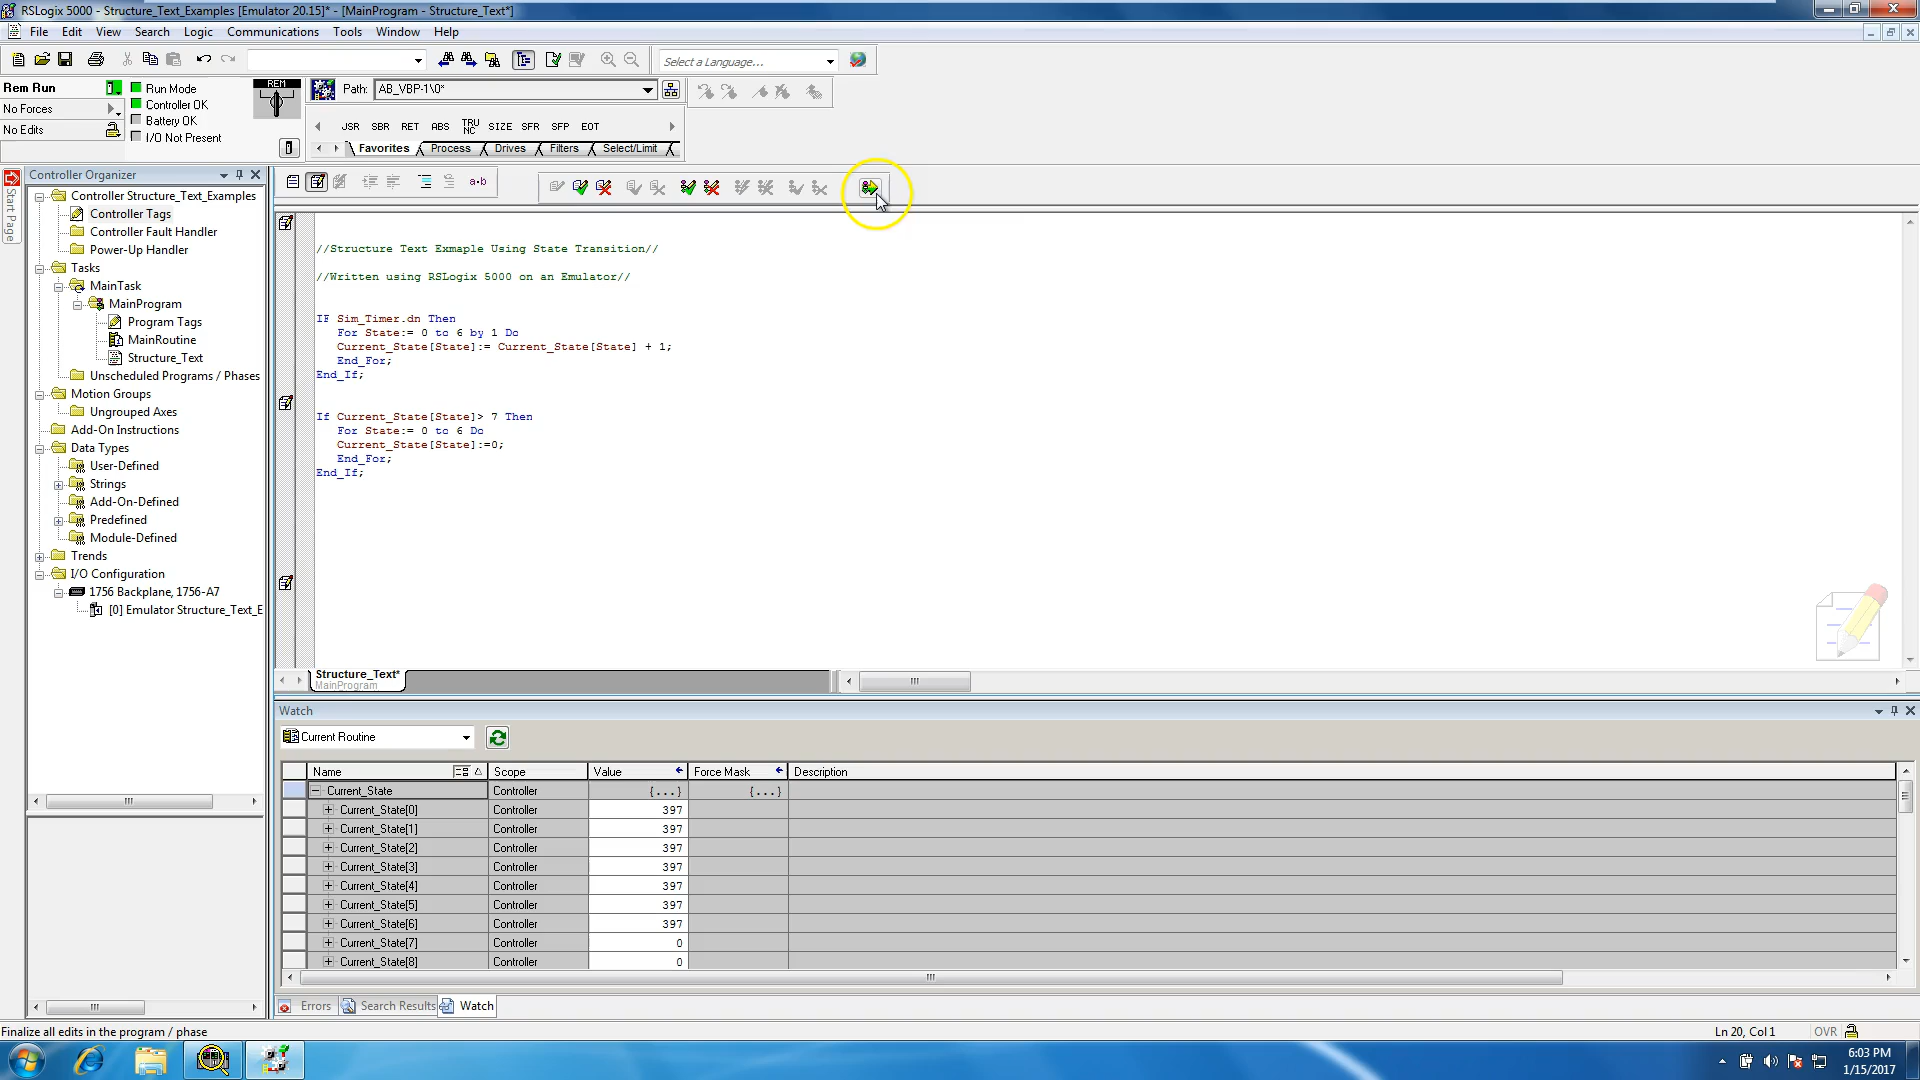 RSLogix 5000 - Structure_Text_Examples [Emulator 20.15]* - [MainProgram - Structure_Text*]
File Edit View Search Logic Communications Tools Window Help
Select a Language...
Rem Run
No Forces
No Edits
Run Mode
Controller OK
Battery OK
I/O Not Present
REM
Path: AB_VBP-1\0*
JSR SBR RET ABS TRUNC SIZE SFR SFP EOT
Favorites Process Drives Filters Select/Limit
Start Page
Controller Organizer
Controller Structure_Text_Examples
Controller Tags
Controller Fault Handler
Power-Up Handler
Tasks
MainTask
MainProgram
Program Tags
MainRoutine
Structure_Text
Unscheduled Programs / Phases
Motion Groups
Ungrouped Axes
Add-On Instructions
Data Types
User-Defined
Strings
Add-On-Defined
Predefined
Module-Defined
Trends
I/O Configuration
1756 Backplane, 1756-A7
[0] Emulator Structure_Text_E
a-b
//Structure Text Exmaple Using State Transition//
//Written using RSLogix 5000 on an Emulator//
IF Sim_Timer.dn Then
For State:= 0 to 6 by 1 Do
Current_State[State]:= Current_State[State] + 1;
End_For;
End_If;
If Current_State[State]> 7 Then
For State:= 0 to 6 Do
Current_State[State]:=0;
End_For;
End_If;
Structure_Text*
MainProgram
Watch
Current Routine
Name Scope Value Force Mask Description
Current_State Controller {...} {...}
Current_State[0] Controller 397
Current_State[1] Controller 397
Current_State[2] Controller 397
Current_State[3] Controller 397
Current_State[4] Controller 397
Current_State[5] Controller 397
Current_State[6] Controller 397
Current_State[7] Controller 0
Current_State[8] Controller 0
Errors Search Results Watch
Finalize all edits in the program / phase
Ln 20, Col 1 OVR
6:03 PM
1/15/2017